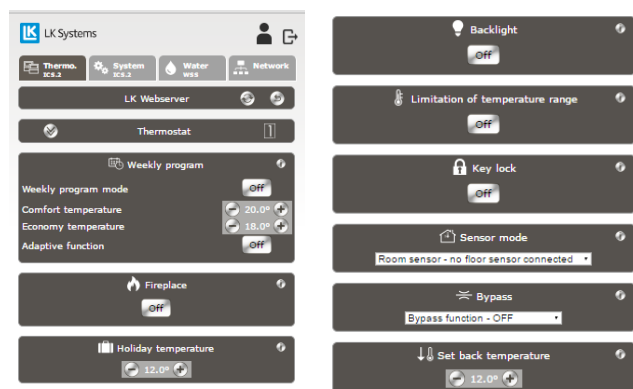 LK LK Systems
Thermo. ICS.2
System ICS.2
Water WSS
Network
LK Webserver
Thermostat
Weekly program
Weekly program mode Off
Comfort temperature 20.0°
Economy temperature 18.0°
Adaptive function Off
Fireplace
Off
Holiday temperature
12.0°
Backlight
Off
Limitation of temperature range
Off
Key lock
Off
Sensor mode
Room sensor - no floor sensor connected
Bypass
Bypass function - OFF
Set back temperature
12.0°